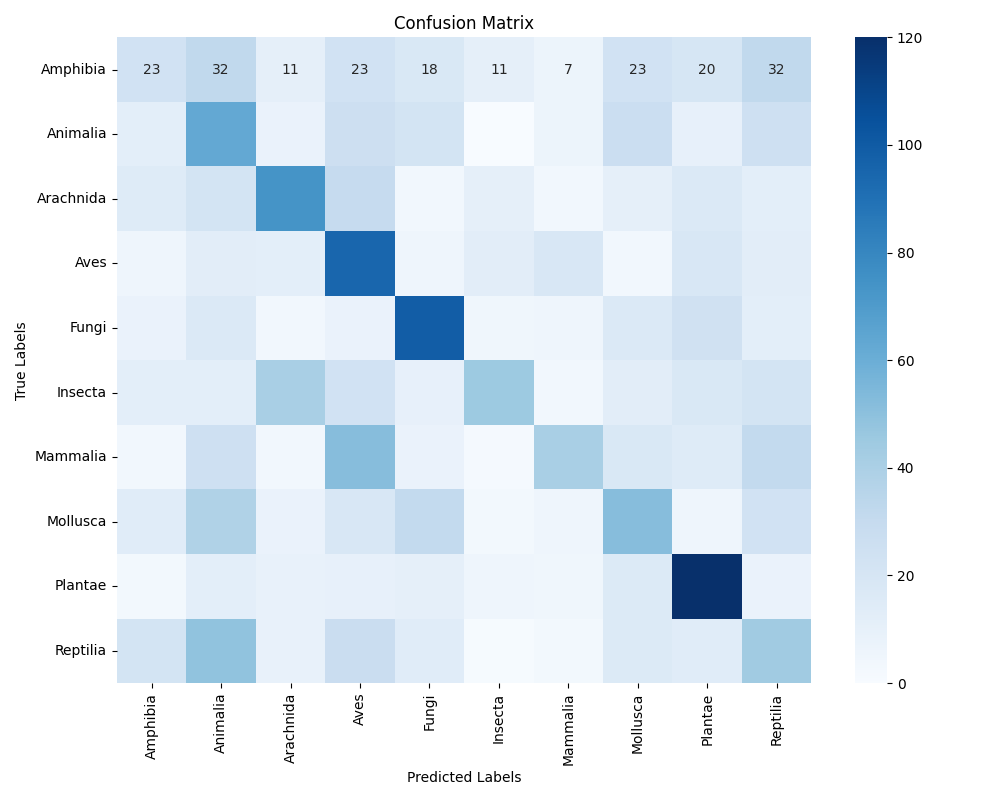 Confusion Matrix
Amphibia 23 32 11 23 18 11 7 23 20 32
Animalia
Arachnida
Aves
Fungi
Insecta
Mammalia
Mollusca
Plantae
Reptilia
True Labels
Amphibia Animalia Arachnida Aves Fungi Insecta Mammalia Mollusca Plantae Reptilia
Predicted Labels
120
100
80
60
40
20
0